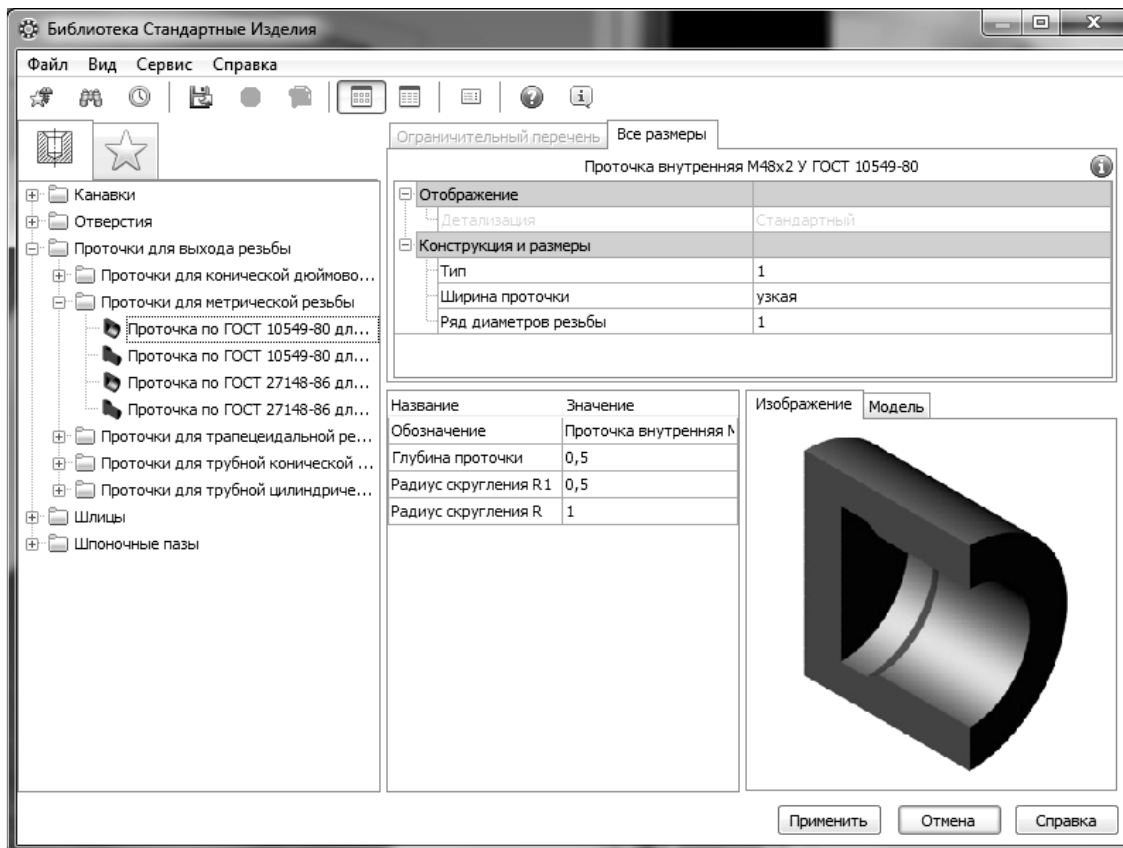 Библиотека Стандартные Изделия
Файл Вид Сервис Справка
Канавки
Отверстия
Проточки для выхода резьбы
Проточки для конической дюймово...
Проточки для метрической резьбы
Проточка по ГОСТ 10549-80 дл...
Проточка по ГОСТ 10549-80 дл...
Проточка по ГОСТ 27148-86 дл...
Проточка по ГОСТ 27148-86 дл...
Проточки для трапецеидальной ре...
Проточки для трубной конической ...
Проточки для трубной цилиндриче...
Шлицы
Шпоночные пазы
Ограничительный перечень Все размеры
Проточка внутренняя М48х2 У ГОСТ 10549-80
Отображение
Детализация Стандартный
Конструкция и размеры
Тип 1
Ширина проточки узкая
Ряд диаметров резьбы 1
Название Значение
Обозначение Проточка внутренняя М
Глубина проточки 0,5
Радиус скругления R1 0,5
Радиус скругления R 1
Изображение Модель
Применить Отмена Справка